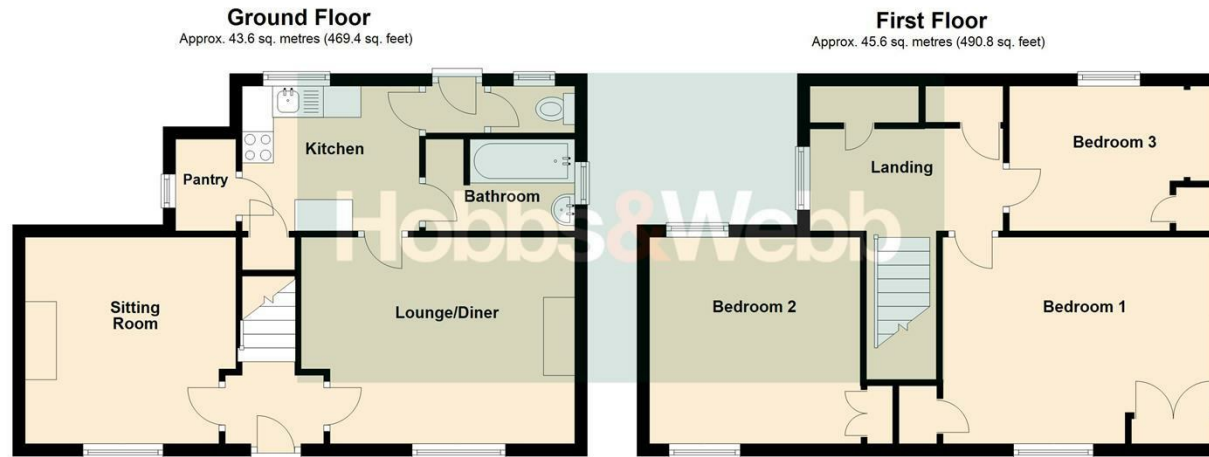 Ground Floor
Approx. 43.6 sq. metres (469.4 sq. feet)
Kitchen
Pantry
Bathroom
Sitting
Room
Lounge/Diner
First Floor
Approx. 45.6 sq. metres (490.8 sq. feet)
Bedroom 3
Landing
Bedroom 2
Bedroom 1
Hobbs&Webb